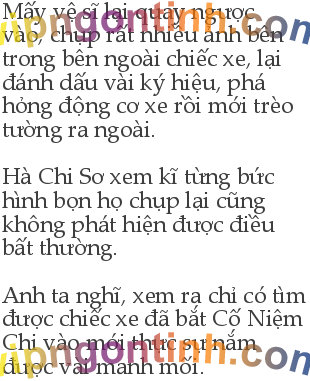 Mấy vệ sĩ lại quay ngược
vào, chụp rất nhiều ảnh bên
trong bên ngoài chiếc xe, lại
đánh dấu vài ký hiệu, phá
hỏng động cơ xe rồi mới trèo
tường ra ngoài.
Hà Chi Sơ xem kĩ từng bức
hình bọn họ chụp lại cũng
không phát hiện được điều
bất thường.
Anh ta nghĩ, xem ra chỉ có tìm
được chiếc xe đã bắt Cố Niệm
Chi vào mới thực sự nắm
được vài manh mối.
vipngontinh.com
vipngontinh.com